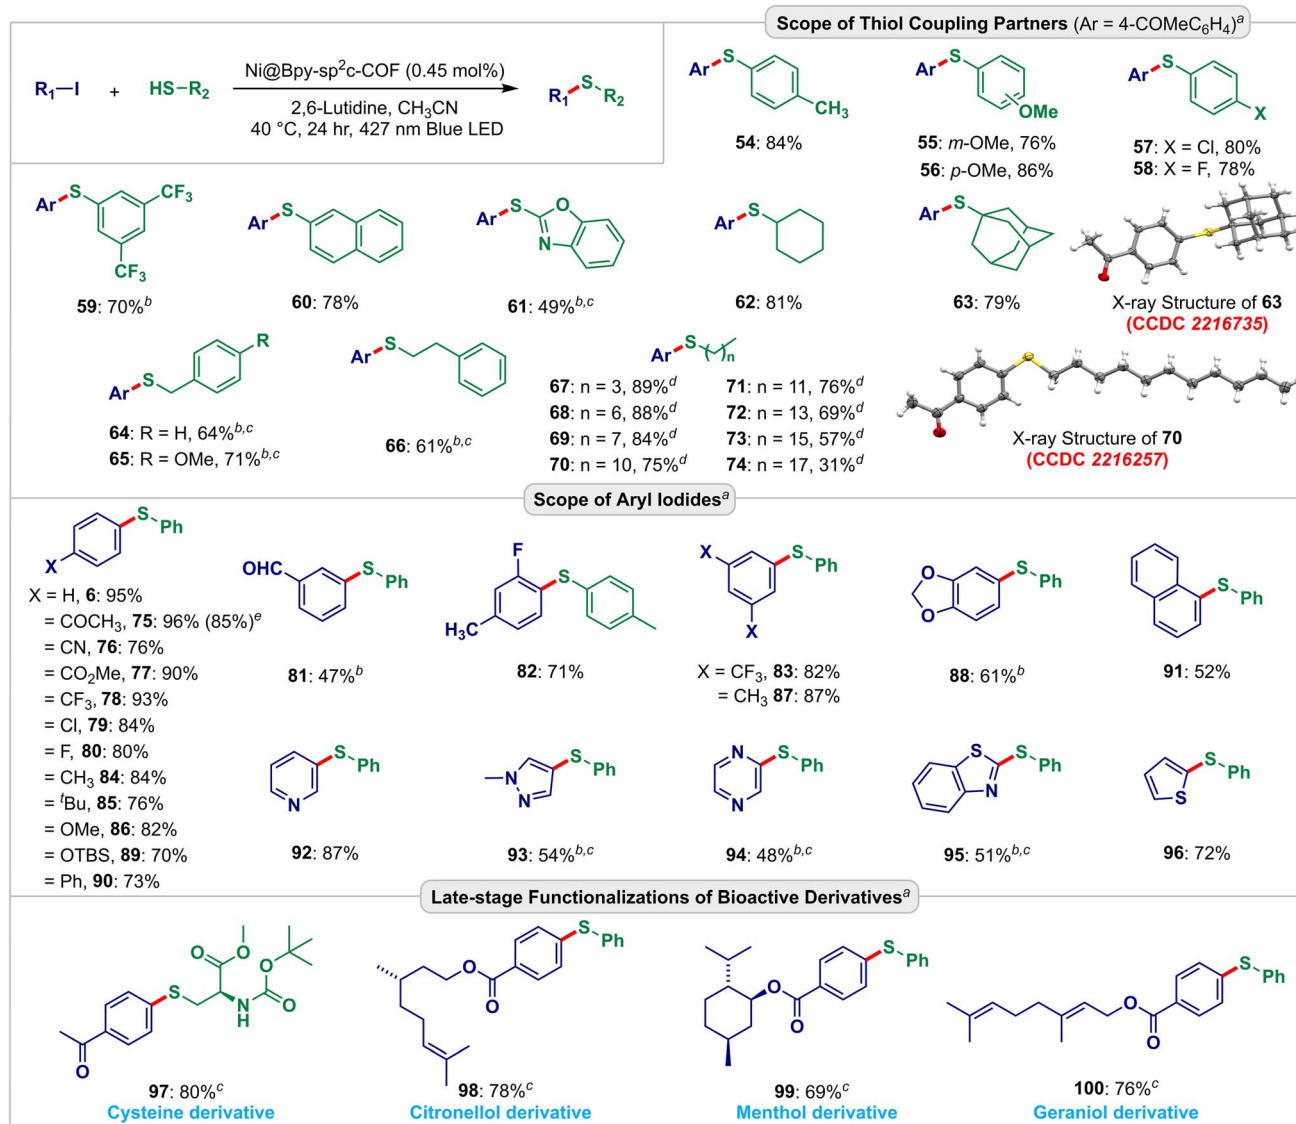 Scope of Thiol Coupling Partners (Ar = 4-COMeC6H4)a
R1–I + HS–R2
Ni@Bpy-sp2c-COF (0.45 mol%)
2,6-Lutidine, CH3CN
40 °C, 24 hr, 427 nm Blue LED
R1 S R2
Ar S CH3
54: 84%
Ar S OMe
55: m-OMe, 76%
56: p-OMe, 86%
Ar S X
57: X = Cl, 80%
58: X = F, 78%
Ar S CF3 CF3
59: 70%b
Ar S
60: 78%
Ar S O N
61: 49%b,c
Ar S
62: 81%
Ar S
63: 79%
X-ray Structure of 63
(CCDC 2216735)
Ar S R
64: R = H, 64%b,c
65: R = OMe, 71%b,c
Ar S
66: 61%b,c
Ar S ( )n
67: n = 3, 89%d
68: n = 6, 88%d
69: n = 7, 84%d
70: n = 10, 75%d
71: n = 11, 76%d
72: n = 13, 69%d
73: n = 15, 57%d
74: n = 17, 31%d
X-ray Structure of 70
(CCDC 2216257)
Scope of Aryl Iodides a
X S Ph
X = H, 6: 95%
= COCH3, 75: 96% (85%)e
= CN, 76: 76%
= CO2Me, 77: 90%
= CF3, 78: 93%
= Cl, 79: 84%
= F, 80: 80%
= CH3 84: 84%
= tBu, 85: 76%
= OMe, 86: 82%
= OTBS, 89: 70%
= Ph, 90: 73%
OHC S Ph
81: 47%b
F S H3C
82: 71%
X S Ph X
X = CF3, 83: 82%
= CH3 87: 87%
O O S Ph
88: 61%b
S Ph
91: 52%
N S Ph
92: 87%
N N S Ph
93: 54%b,c
N N S Ph
94: 48%b,c
S N S Ph
95: 51%b,c
S S Ph
96: 72%
Late-stage Functionalizations of Bioactive Derivatives a
O O O S N H O O
97: 80%c
Cysteine derivative
O O S Ph
98: 78%c
Citronellol derivative
O O S Ph
99: 69%c
Menthol derivative
O O S Ph
100: 76%c
Geraniol derivative